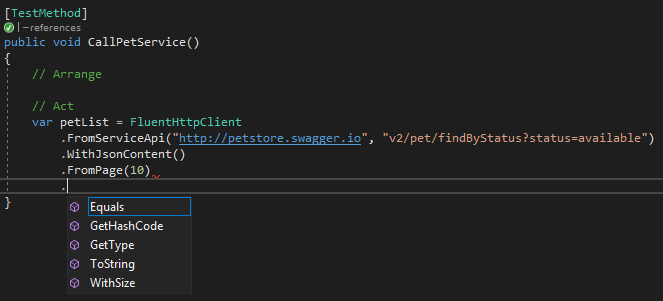 [TestMethod]
| –references
public void CallPetService()
{
// Arrange
// Act
var petList = FluentHttpClient
.FromServiceApi("http://petstore.swagger.io", "v2/pet/findByStatus?status=available")
.WithJsonContent()
.FromPage(10)
.
}
Equals
GetHashCode
GetType
ToString
WithSize